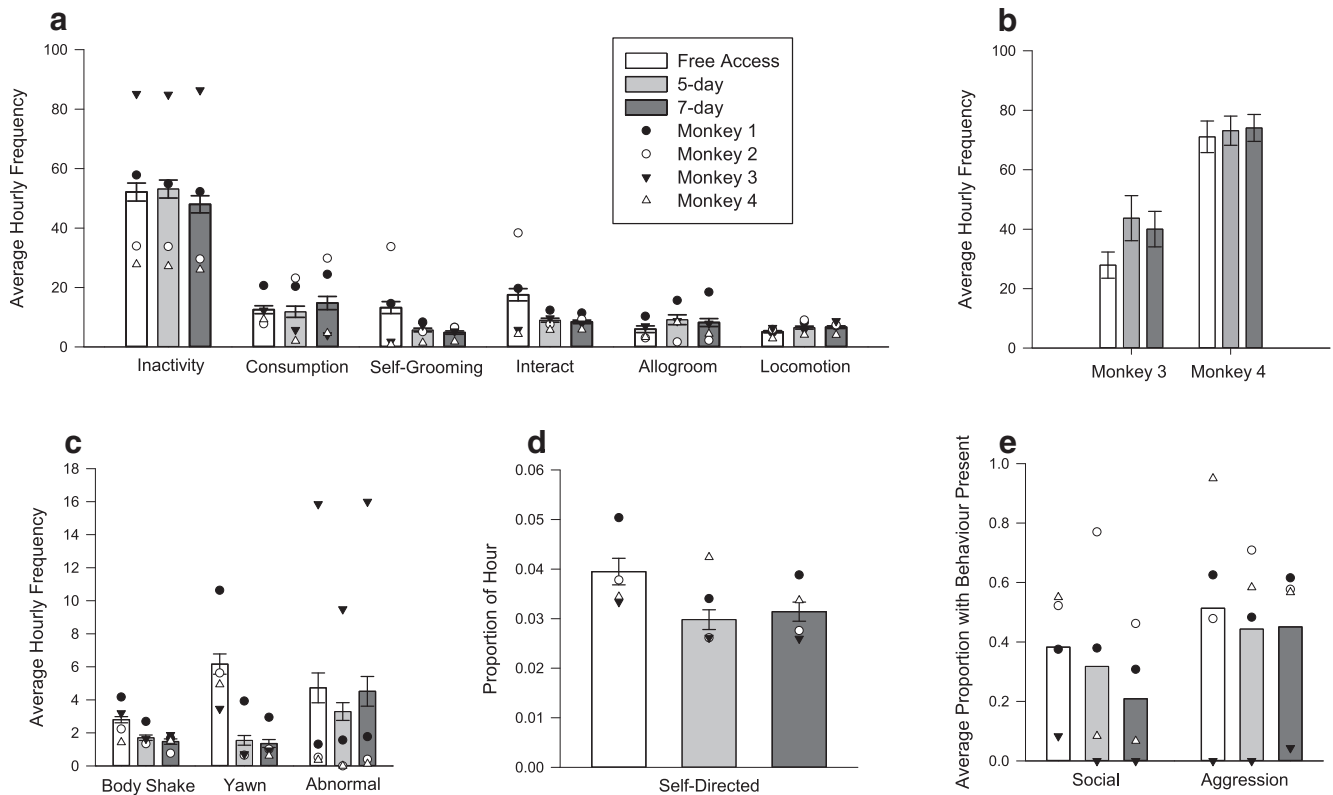 a
Average Hourly Frequency
100
80
60
40
20
0
Inactivity
Consumption
Self-Grooming
Interact
Allogroom
Locomotion
Free Access
5-day
7-day
Monkey 1
Monkey 2
Monkey 3
Monkey 4
b
Average Hourly Frequency
100
80
60
40
20
0
Monkey 3
Monkey 4
c
Average Hourly Frequency
18
16
14
12
10
8
6
4
2
0
Body Shake
Yawn
Abnormal
d
Proportion of Hour
0.06
0.05
0.04
0.03
0.02
0.01
0.00
Self-Directed
e
Average Proportion with Behaviour Present
1.0
0.8
0.6
0.4
0.2
0.0
Social
Aggression